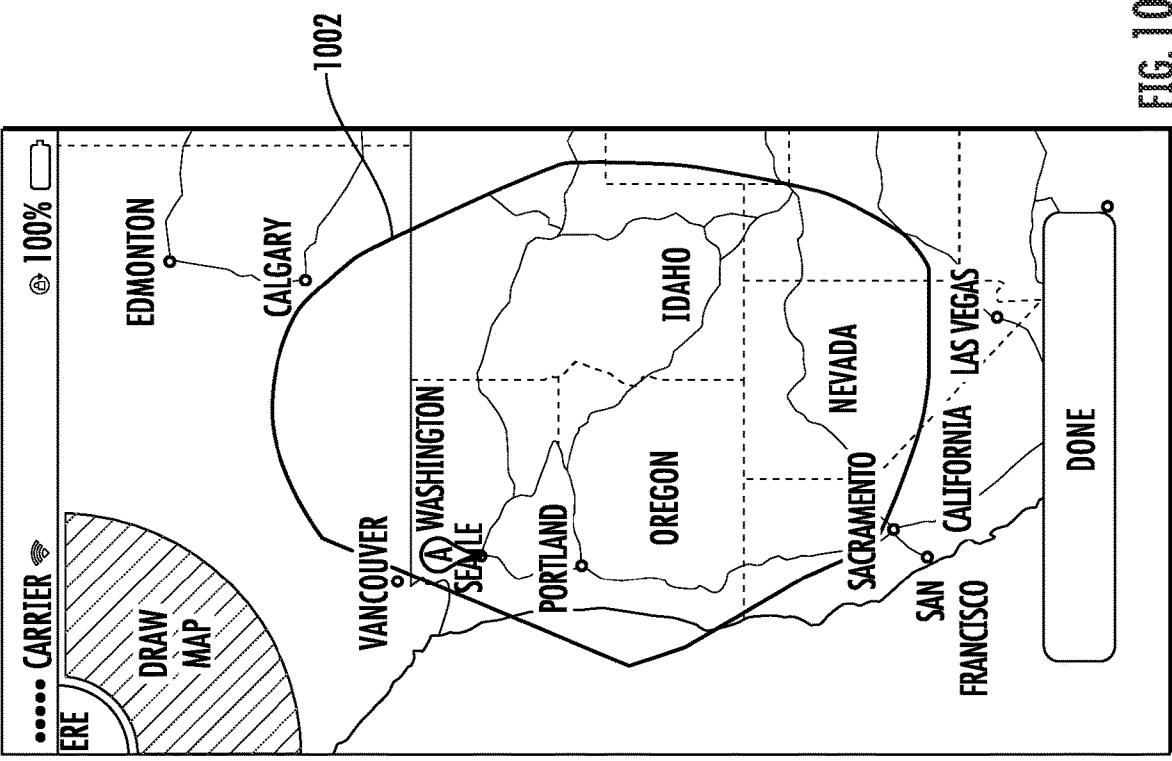 ••••• CARRIER 100%
ERE
DRAW
MAP
EDMONTON
CALGARY
1002
VANCOUVER
A WASHINGTON
SEATTLE
PORTLAND
OREGON
IDAHO
NEVADA
SACRAMENTO
SAN
FRANCISCO
CALIFORNIA
LAS VEGAS
DONE
FIG. 10